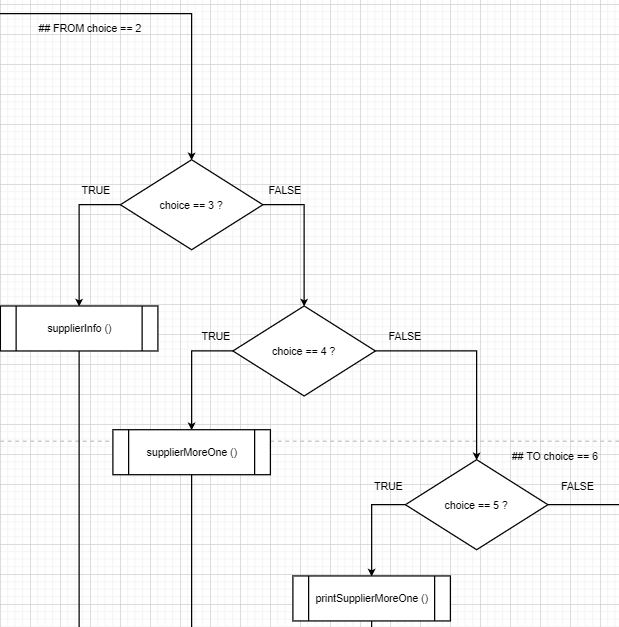 ## FROM choice == 2
TRUE
FALSE
choice == 3 ?
supplierInfo ()
TRUE
FALSE
choice == 4 ?
supplierMoreOne ()
## TO choice == 6
TRUE
FALSE
choice == 5 ?
printSupplierMoreOne ()